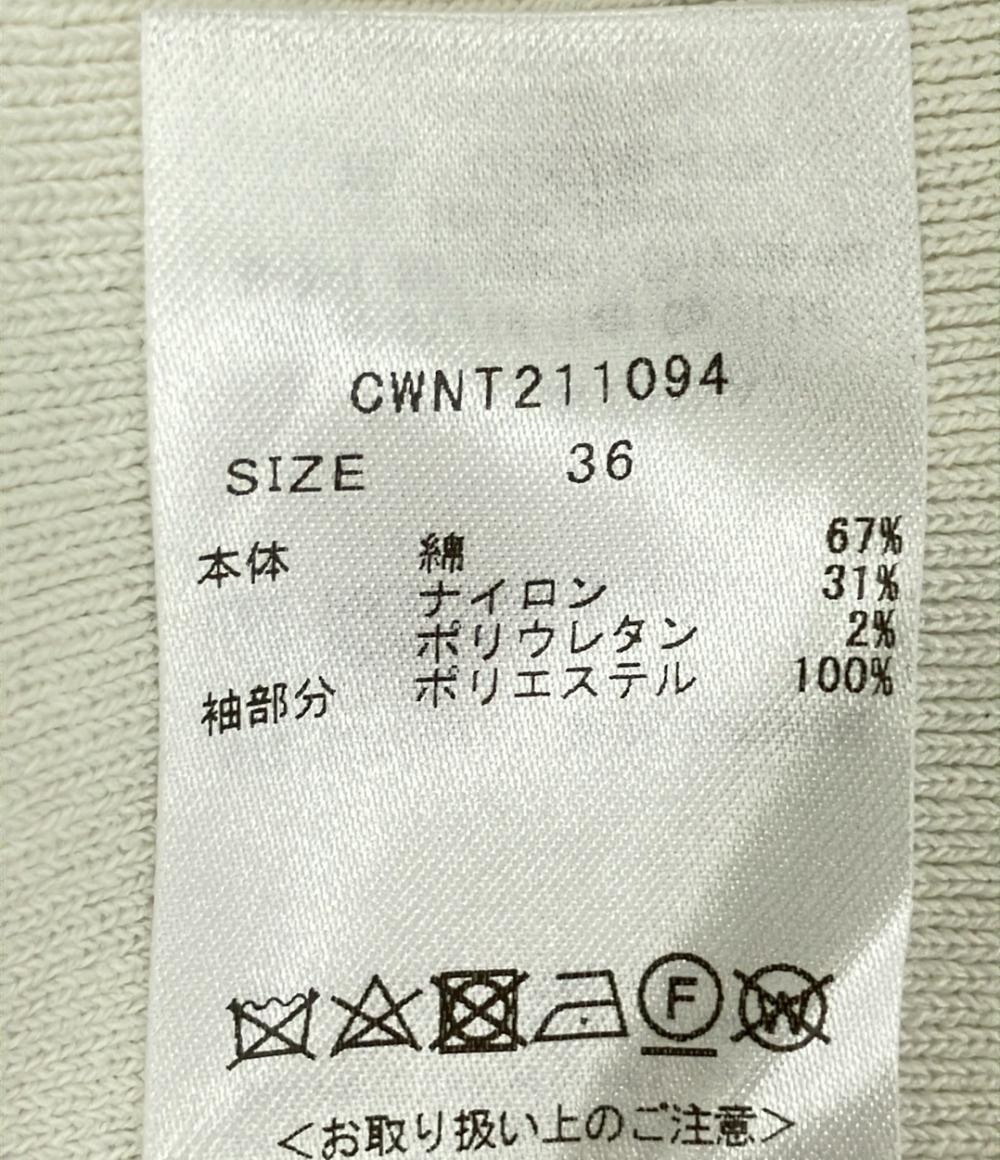 CWNT211094
SIZE 36
本体 綿 67%
ナイロン 31%
ポリウレタン 2%
袖部分 ポリエステル 100%
F W
<お取り扱い上のご注意>